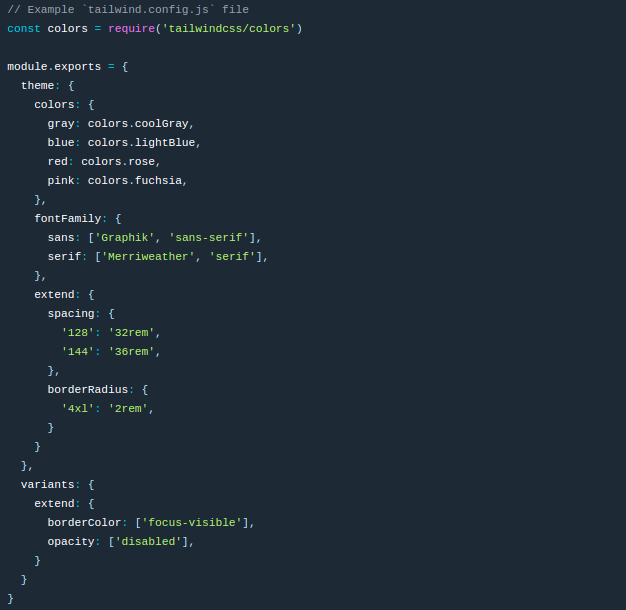 // Example `tailwind.config.js` file
const colors = require('tailwindcss/colors')

module.exports = {
  theme: {
    colors: {
      gray: colors.coolGray,
      blue: colors.lightBlue,
      red: colors.rose,
      pink: colors.fuchsia,
    },
    fontFamily: {
      sans: ['Graphik', 'sans-serif'],
      serif: ['Merriweather', 'serif'],
    },
    extend: {
      spacing: {
        '128': '32rem',
        '144': '36rem',
      },
      borderRadius: {
        '4xl': '2rem',
      }
    }
  },
  variants: {
    extend: {
      borderColor: ['focus-visible'],
      opacity: ['disabled'],
    }
  }
}